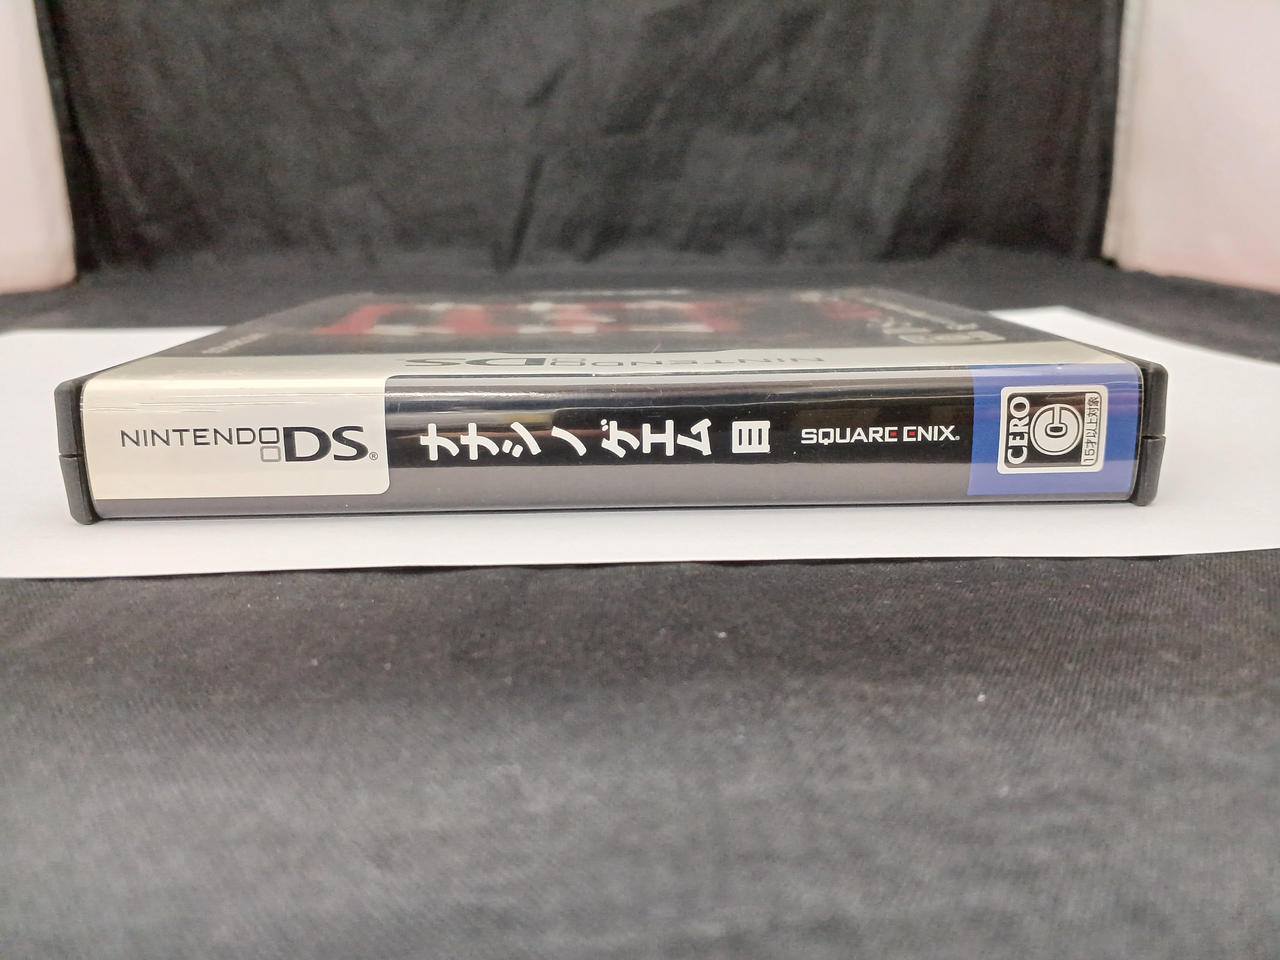 NINTENDO DS
NINTENDO DS®
ナナシノゲエム 目
SQUARE ENIX.
CERO
C
15才以上対象